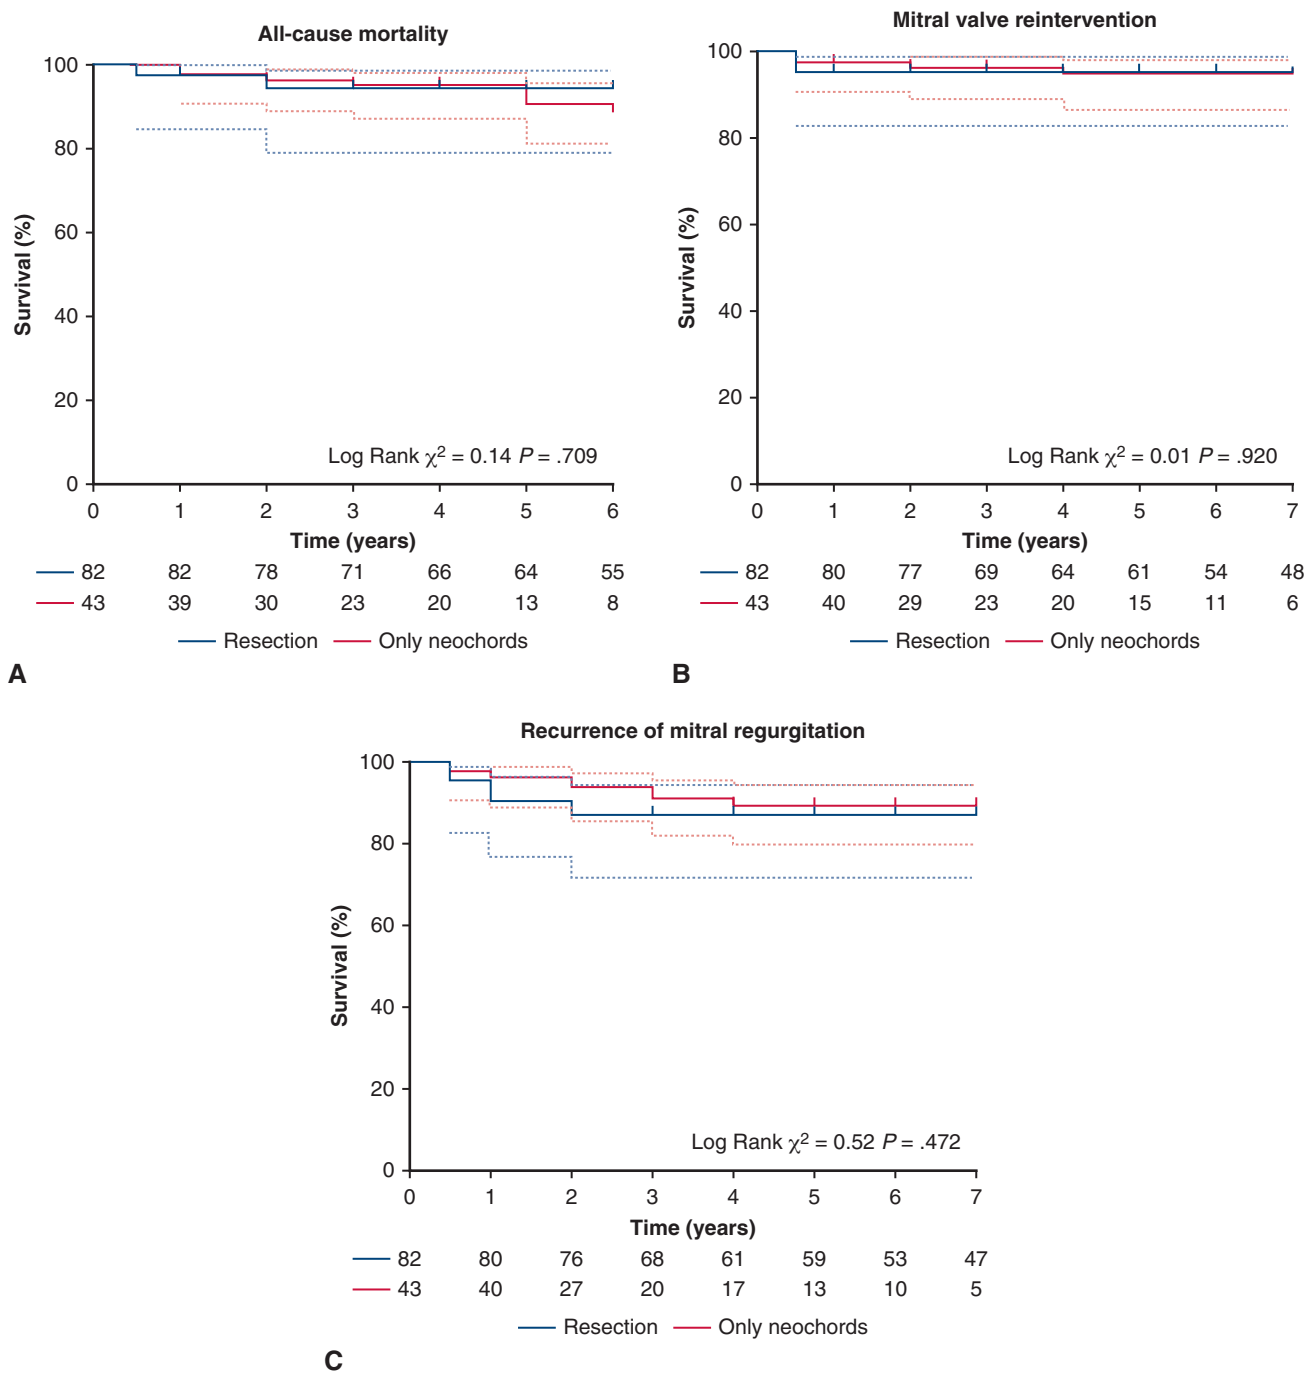 All-cause mortality
100
80
60
40
20
0
Survival (%)
Log Rank χ2 = 0.14 P = .709
0 1 2 3 4 5 6
Time (years)
82 82 78 71 66 64 55
43 39 30 23 20 13 8
Resection Only neochords
A
Mitral valve reintervention
100
80
60
40
20
0
Survival (%)
Log Rank χ2 = 0.01 P = .920
0 1 2 3 4 5 6 7
Time (years)
82 80 77 69 64 61 54 48
43 40 29 23 20 15 11 6
Resection Only neochords
B
Recurrence of mitral regurgitation
100
80
60
40
20
0
Survival (%)
Log Rank χ2 = 0.52 P = .472
0 1 2 3 4 5 6 7
Time (years)
82 80 76 68 61 59 53 47
43 40 27 20 17 13 10 5
Resection Only neochords
C